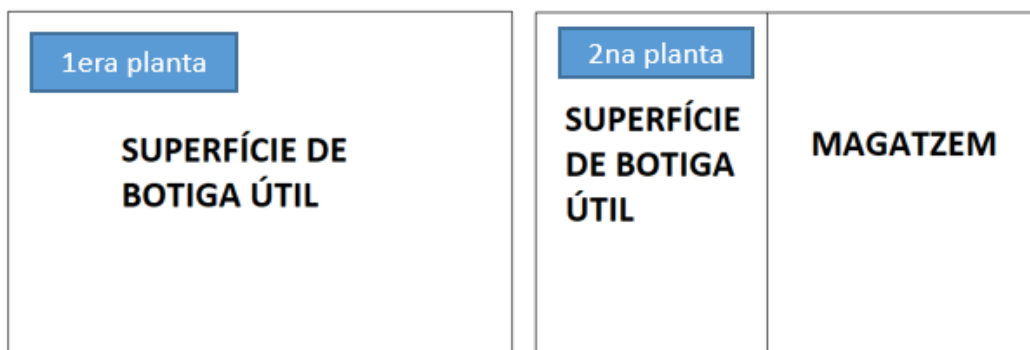 1era planta
SUPERFÍCIE DE
BOTIGA ÚTIL
2na planta
SUPERFÍCIE
DE BOTIGA
ÚTIL
MAGATZEM